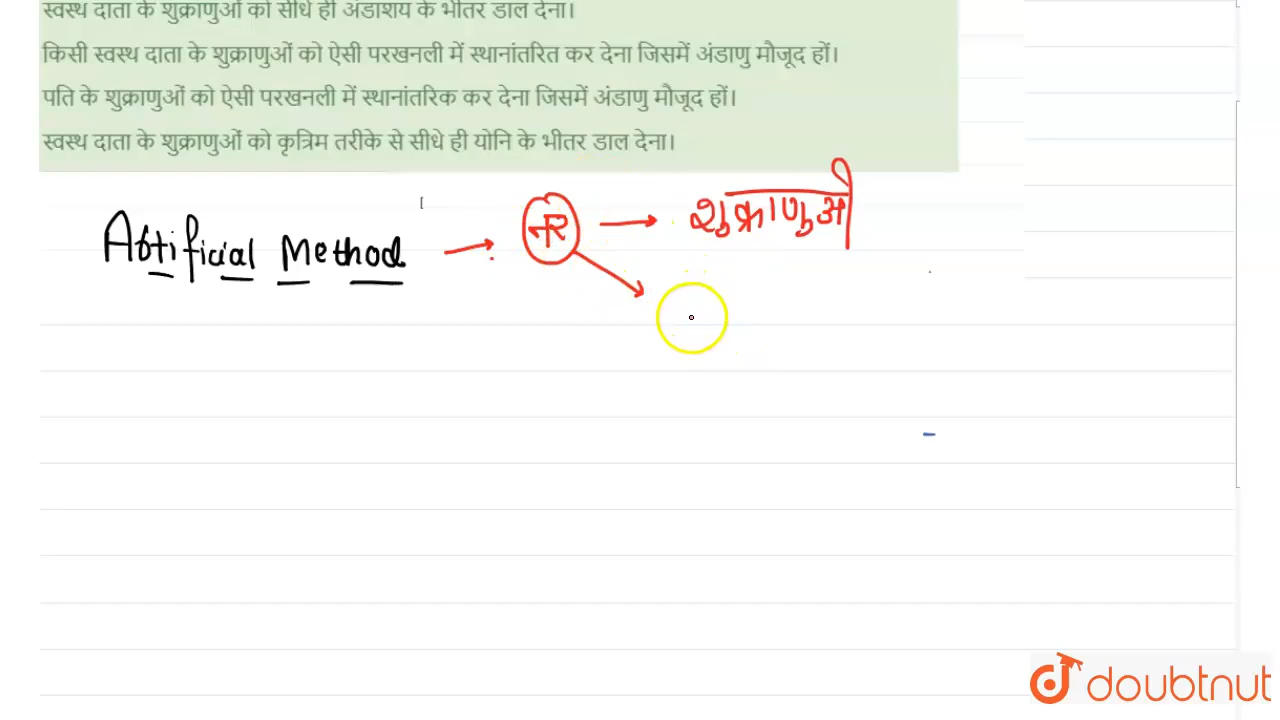 स्वस्थ दाता के शुक्राणुओं को सीधे ही अंडाशय के भीतर डाल देना।
किसी स्वस्थ दाता के शुक्राणुओं को ऐसी परखनली में स्थानांतरित कर देना जिसमें अंडाणु मौजूद हों।
पति के शुक्राणुओं को ऐसी परखनली में स्थानांतरिक कर देना जिसमें अंडाणु मौजूद हों।
स्वस्थ दाता के शुक्राणुओं को कृत्रिम तरीके से सीधे ही योनि के भीतर डाल देना।
Artificial Method → नर → शुक्राणुओ
doubtnut